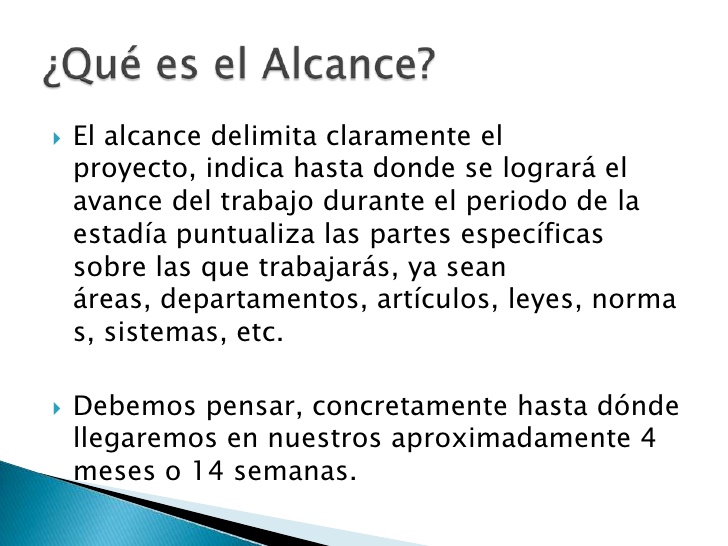 ¿Qué es el Alcance?
El alcance delimita claramente el
proyecto, indica hasta donde se logrará el
avance del trabajo durante el periodo de la
estadía puntualiza las partes específicas
sobre las que trabajarás, ya sean
áreas, departamentos, artículos, leyes, norma
s, sistemas, etc.
Debemos pensar, concretamente hasta dónde
llegaremos en nuestros aproximadamente 4
meses o 14 semanas.